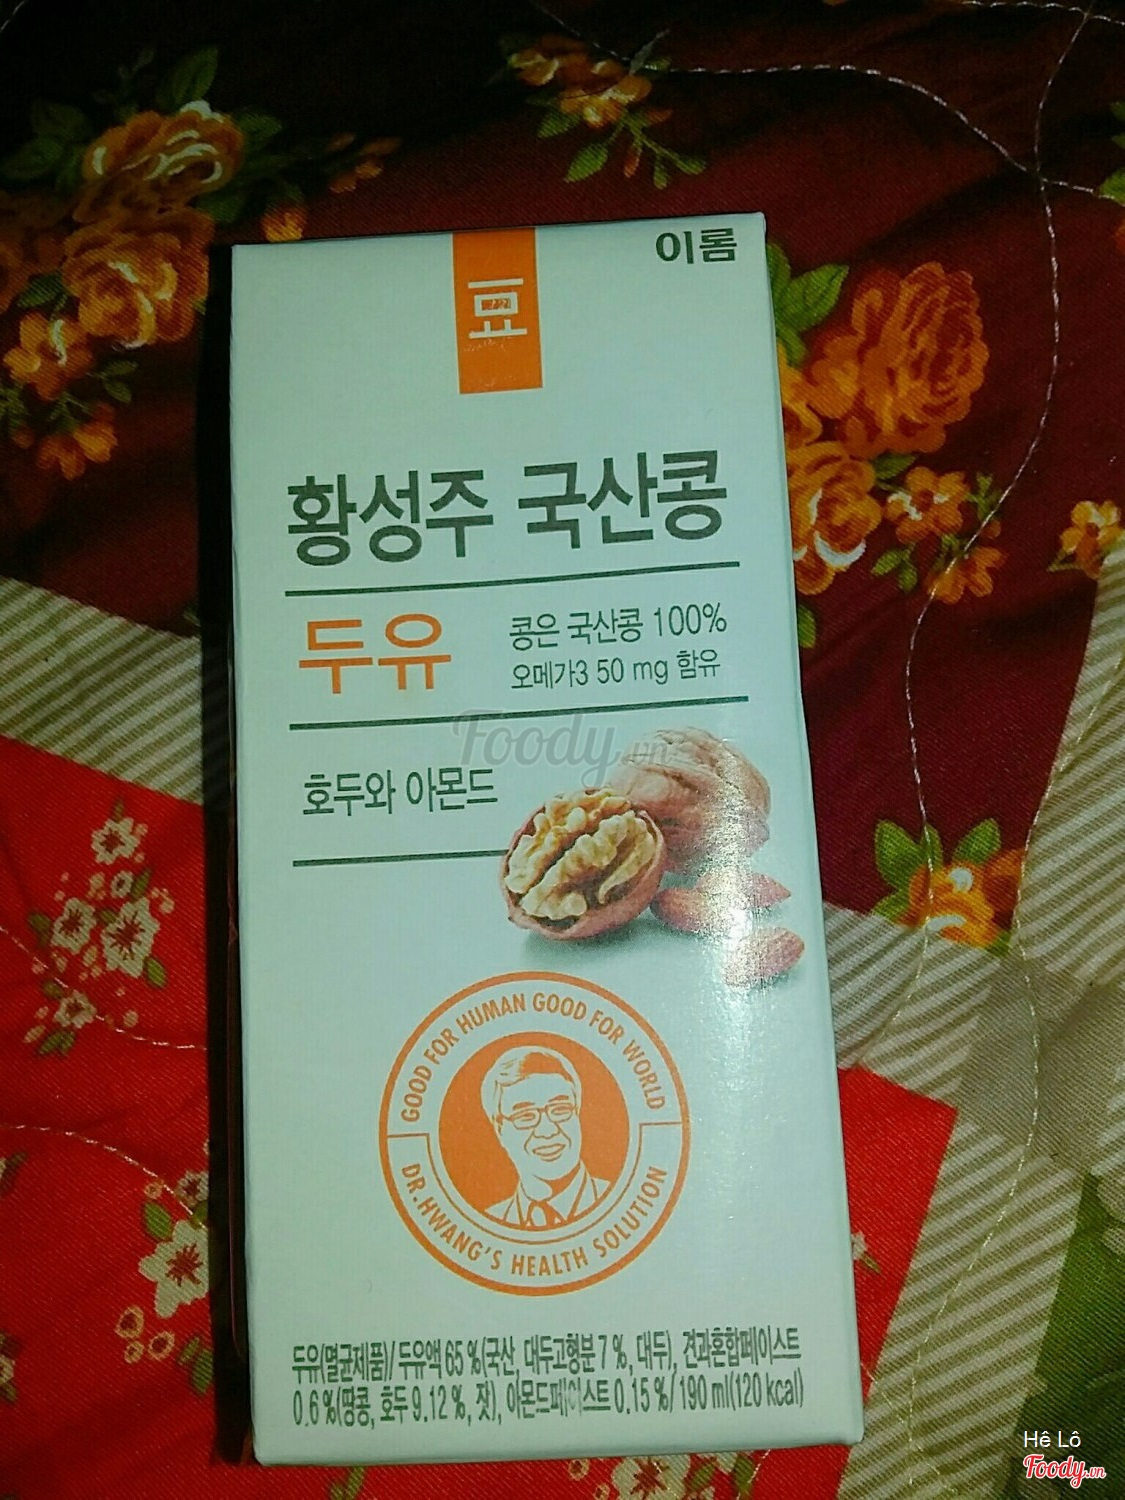 이롬
豆
황성주 국산콩
두유
콩은 국산콩 100%
오메가3 50 mg 함유
Foody.vn
호두와 아몬드
GOOD FOR HUMAN GOOD FOR WORLD
DR.HWANG'S HEALTH SOLUTION
두유(멸균제품)/ 두유액 65 %(국산, 대두고형분 7 %, 대두), 견과혼합페이스트
0.6 %(땅콩, 호두 9.12 %, 잣), 아몬드페이스트 0.15 %/ 190 ml(120 kcal)
Hê Lô
Foody.vn